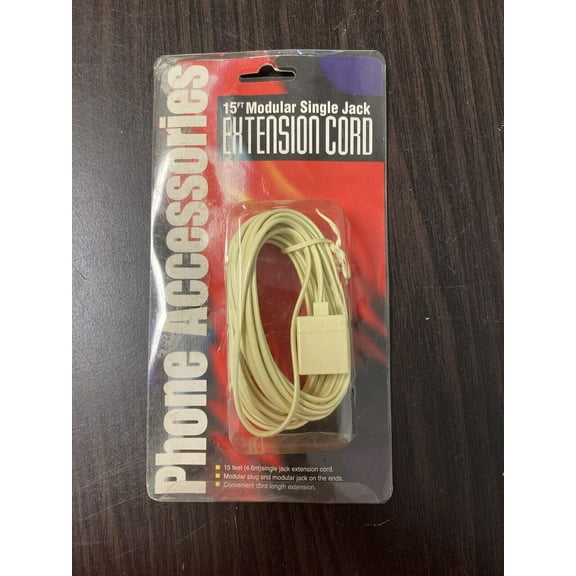 Phone Accessories
15FT Modular Single Jack
EXTENSION CORD
15 feet (4.6m)single jack extension cord.
Modular plug and modular jack on the ends.
Convenient cord length extension.